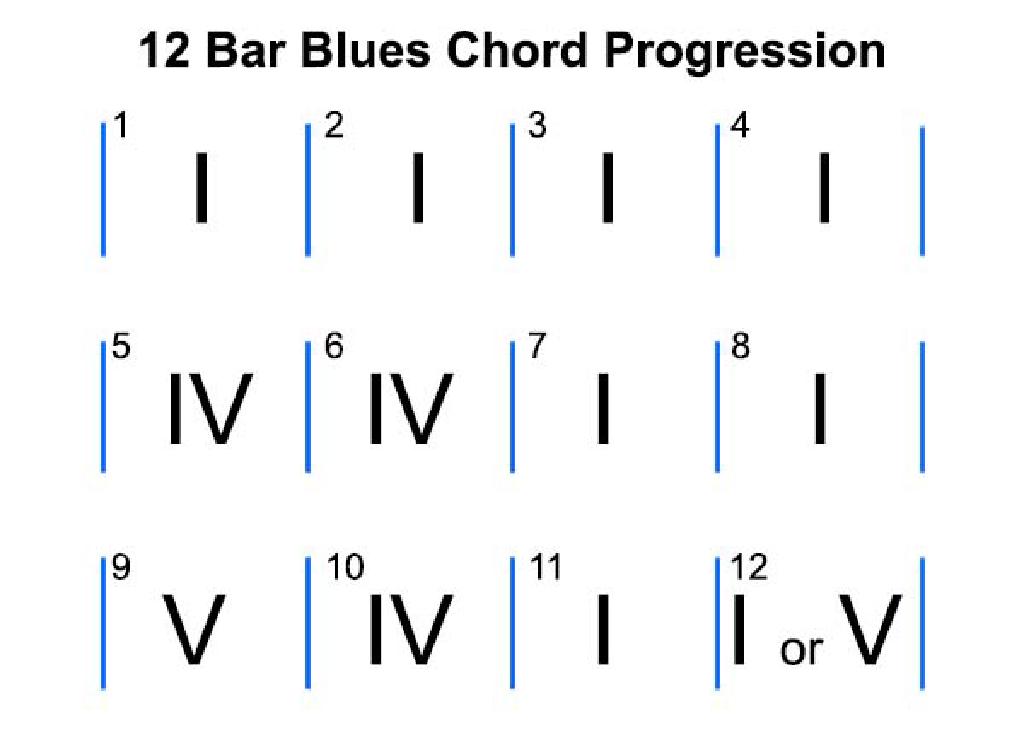 12 Bar Blues Chord Progression
1 2 3 4
I I I I
5 6 7 8
IV IV I I
9 10 11 12
V IV I I or V